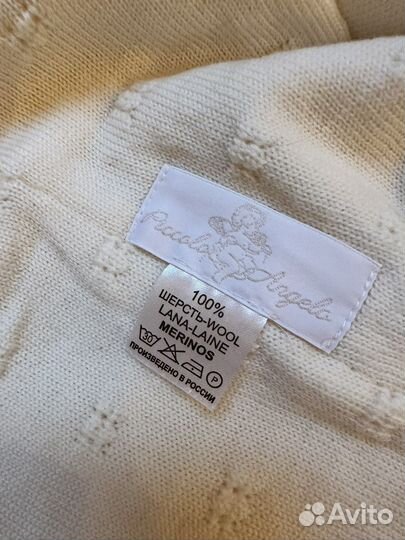 Piccolo Angelo
100%
ШЕРСТЬ-WOOL
LANA-LAINE
MERINOS
30 P
ПРОИЗВЕДЕНО В РОССИИ
Avito